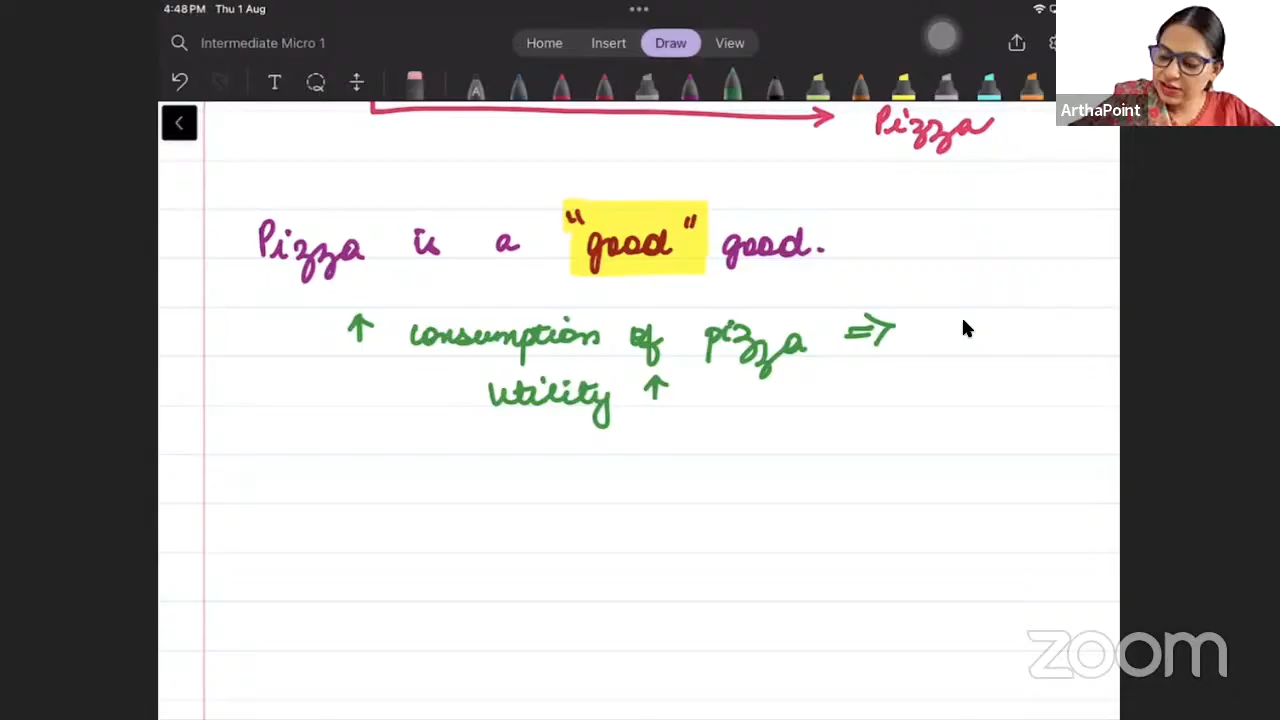 4:48 PM Thu 1 Aug
Intermediate Micro 1
Home Insert Draw View
T
A
ArthaPoint
Pizza
Pizza is a "good" good.
↑ consumption of pizza =>
utility ↑
zoom